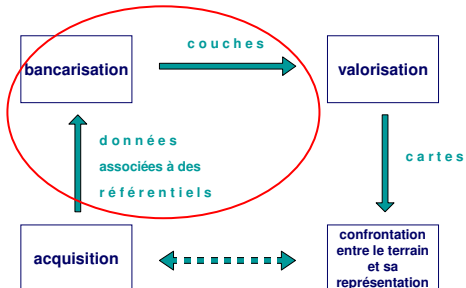 couches
bancarisation
valorisation
données
associées à des
référentiels
cartes
acquisition
confrontation
entre le terrain
et sa
représentation